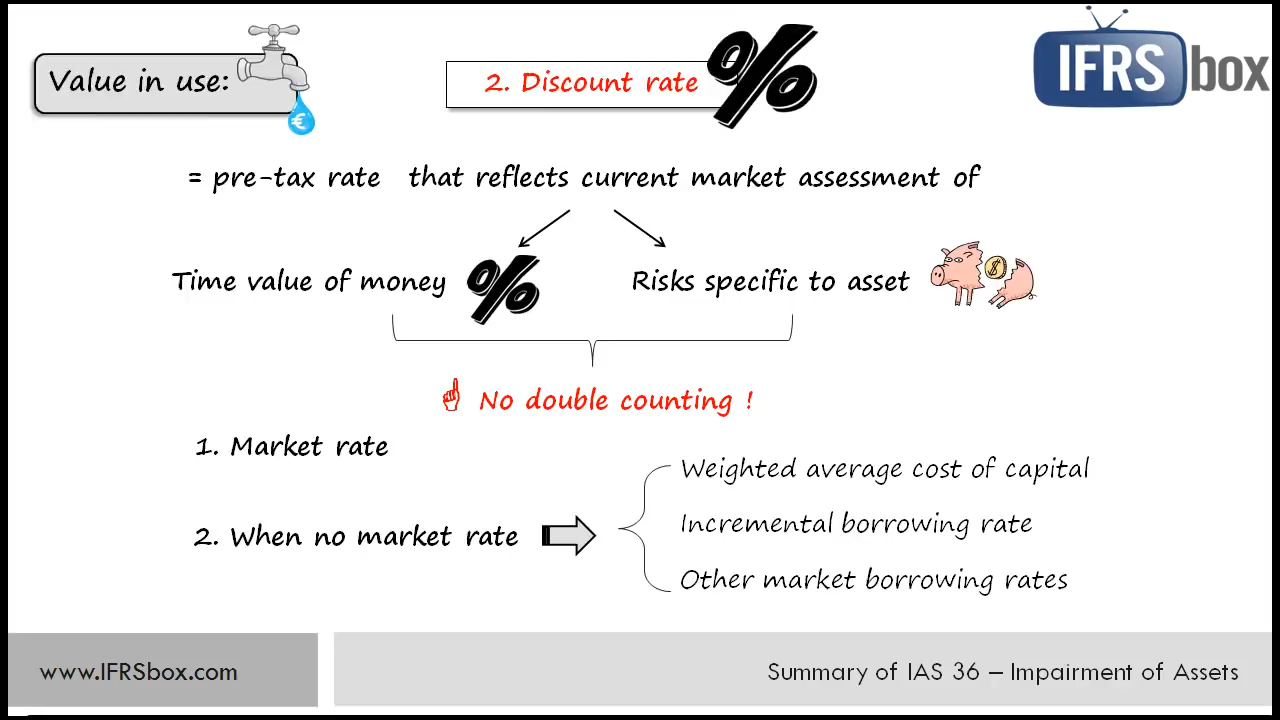 Value in use:
2. Discount rate %
IFRS box
€
= pre-tax rate that reflects current market assessment of
Time value of money % Risks specific to asset
$
No double counting !
1. Market rate
2. When no market rate
Weighted average cost of capital
Incremental borrowing rate
Other market borrowing rates
www.IFRSbox.com
Summary of IAS 36 – Impairment of Assets